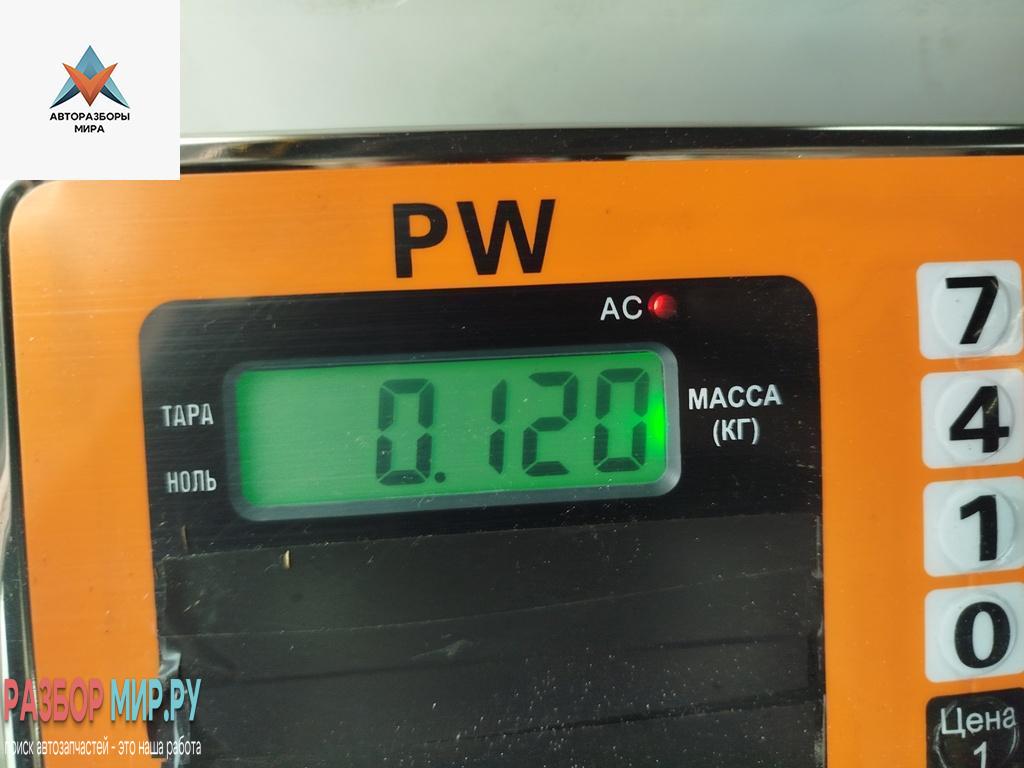 АВТОРАЗБОРЫ
МИРА
PW
AC
ТАРА
НОЛЬ
0.120
МАССА
(КГ)
7
4
1
0
Цена
1
РАЗБОР МИР.РУ
поиск автозапчастей - это наша работа